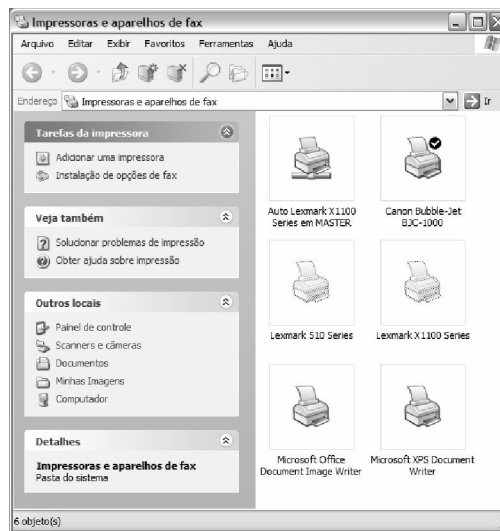 Impressoras e aparelhos de fax
Arquivo Editar Exibir Favoritos Ferramentas Ajuda
Endereço Impressoras e aparelhos de fax Ir
Tarefas da impressora
Adicionar uma impressora
Instalação de opções de fax
Veja também
Solucionar problemas de impressão
Obter ajuda sobre impressão
Outros locais
Painel de controle
Scanners e câmeras
Documentos
Minhas Imagens
Computador
Detalhes
Impressoras e aparelhos de fax
Pasta do sistema
Auto Lexmark X1100
Series em MASTER
Canon Bubble-Jet
BJC-1000
Lexmark 510 Series
Lexmark X1100 Series
Microsoft Office
Document Image Writer
Microsoft XPS Document
Writer
6 objeto(s)